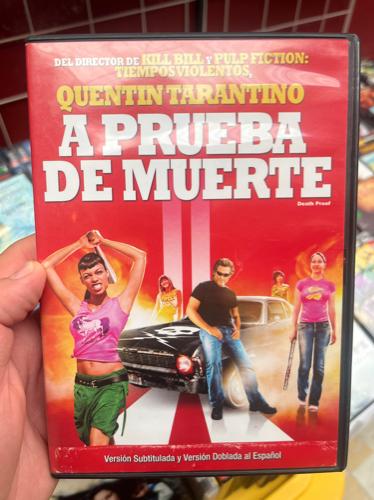 DEL DIRECTOR DE KILL BILL Y PULP FICTION:
TIEMPOS VIOLENTOS,
QUENTIN TARANTINO
A PRUEBA
DE MUERTE
Death Proof
Versión Subtitulada y Versión Doblada al Español